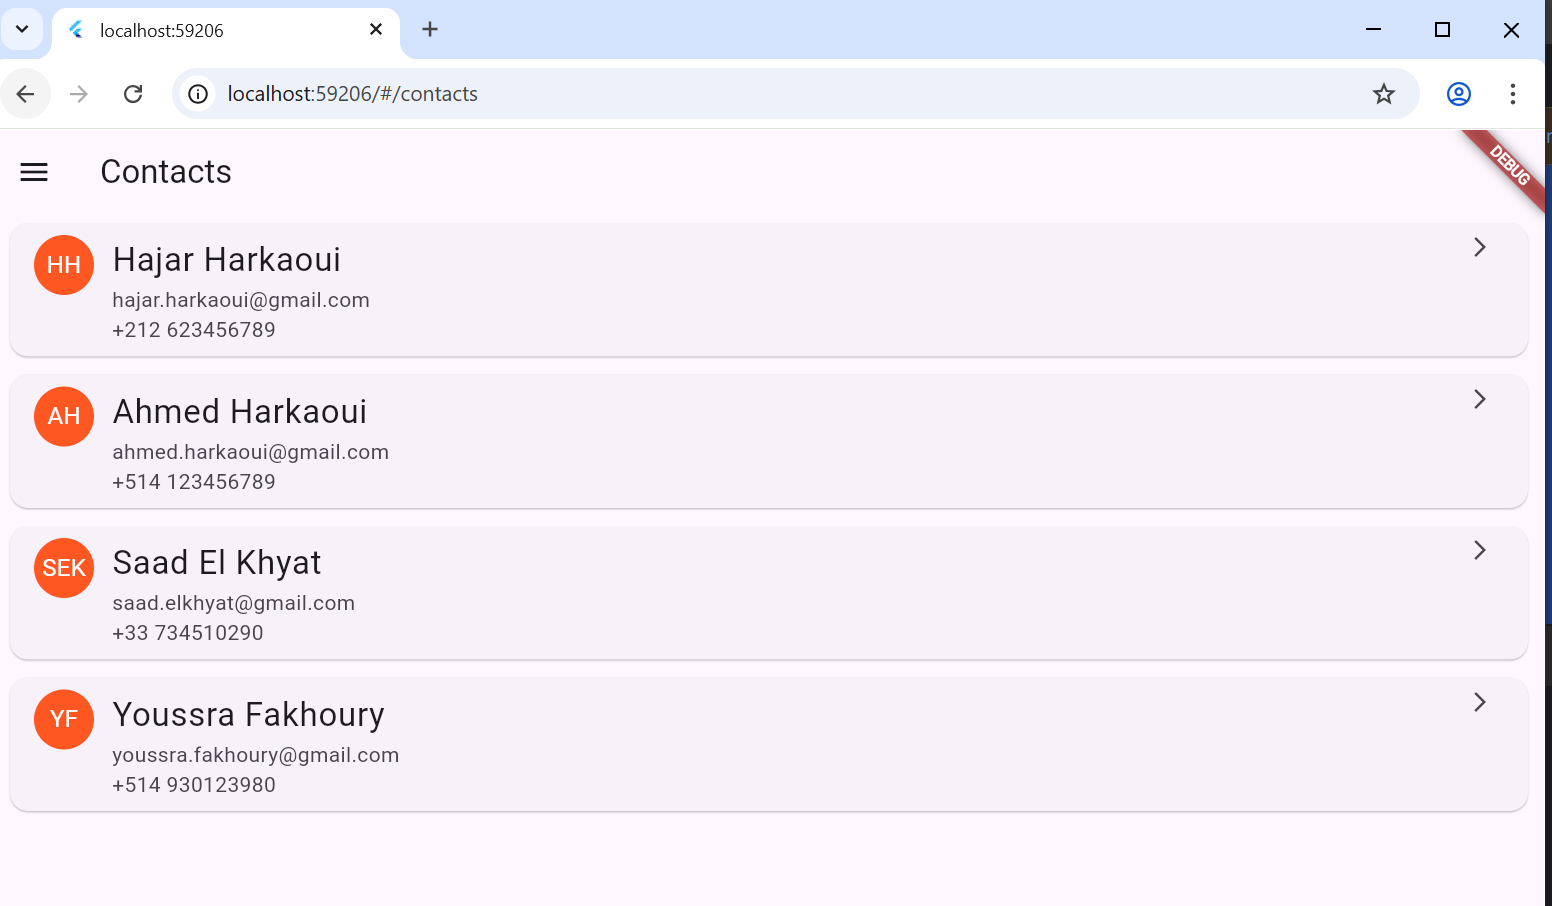 localhost:59206
localhost:59206/#/contacts
Contacts
DEBUG
HH
Hajar Harkaoui
hajar.harkaoui@gmail.com
+212 623456789
AH
Ahmed Harkaoui
ahmed.harkaoui@gmail.com
+514 123456789
SEK
Saad El Khyat
saad.elkhyat@gmail.com
+33 734510290
YF
Youssra Fakhoury
youssra.fakhoury@gmail.com
+514 930123980